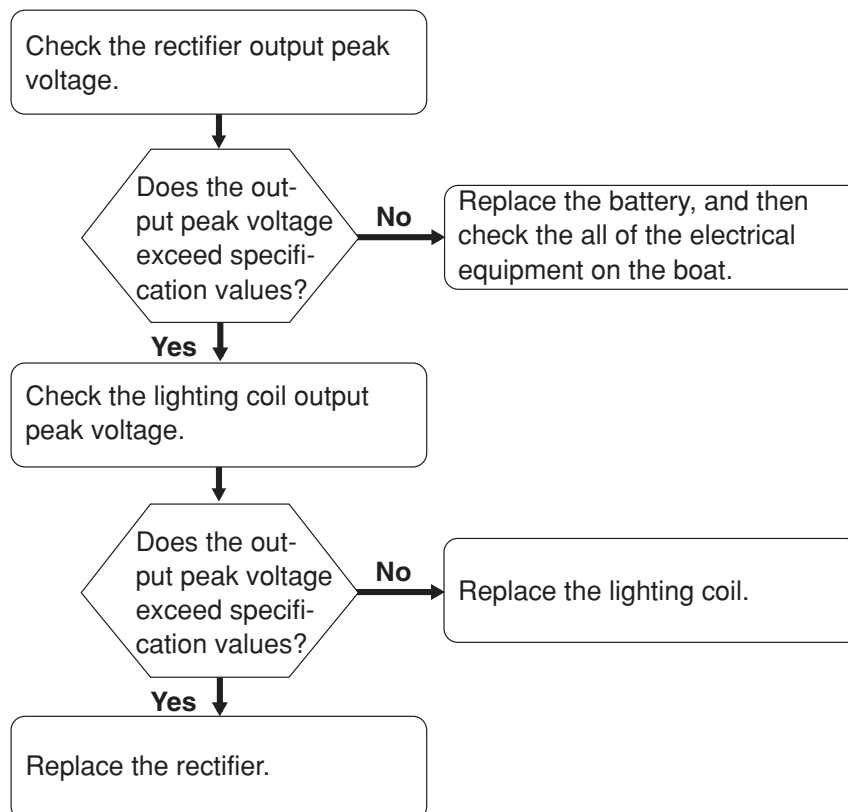 Check the rectifier output peak
voltage.
Does the out-
put peak voltage
exceed specifi-
cation values?
No
Replace the battery, and then
check the all of the electrical
equipment on the boat.
Yes
Check the lighting coil output
peak voltage.
Does the out-
put peak voltage
exceed specifi-
cation values?
No
Replace the lighting coil.
Yes
Replace the rectifier.